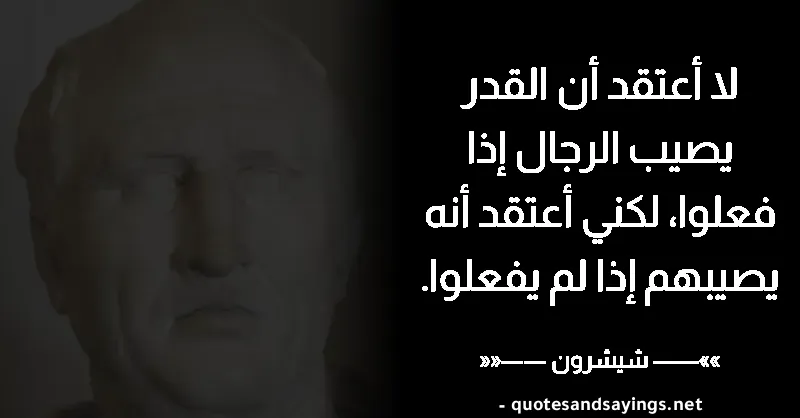 لا أعتقد أن القدر
يصيب الرجال إذا
فعلوا، لكني أعتقد أنه
يصيبهم إذا لم يفعلوا.
»»—— شيشرون ——««
- quotesandsayings.net